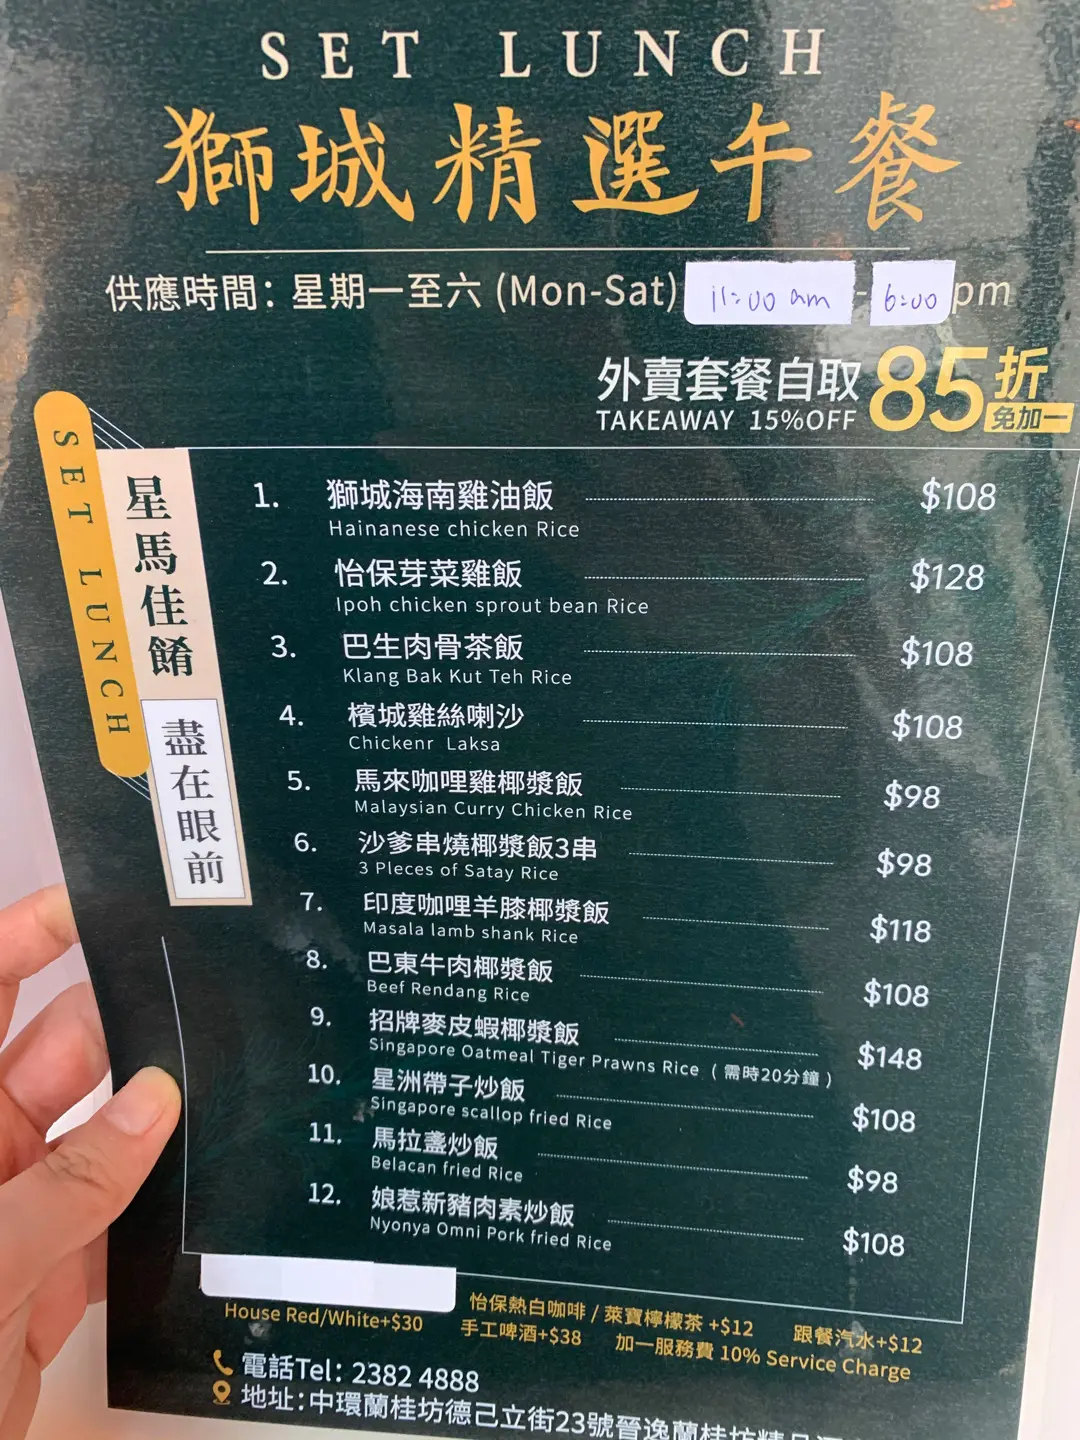 SET LUNCH
獅城精選午餐
供應時間：星期一至六 (Mon-Sat) 11:00 am - 6:00 pm
外賣套餐自取85折
TAKEAWAY 15%OFF 免加一
SET LUNCH
星馬佳餚
盡在眼前
1. 獅城海南雞油飯 $108
Hainanese chicken Rice
2. 怡保芽菜雞飯 $128
Ipoh chicken sprout bean Rice
3. 巴生肉骨茶飯 $108
Klang Bak Kut Teh Rice
4. 檳城雞絲喇沙 $108
Chickenr Laksa
5. 馬來咖哩雞椰漿飯 $98
Malaysian Curry Chicken Rice
6. 沙爹串燒椰漿飯3串 $98
3 Pleces of Satay Rice
7. 印度咖哩羊膝椰漿飯 $118
Masala lamb shank Rice
8. 巴東牛肉椰漿飯 $108
Beef Rendang Rice
9. 招牌麥皮蝦椰漿飯 $148
Singapore Oatmeal Tiger Prawns Rice (需時20分鐘)
10. 星洲帶子炒飯 $108
Singapore scallop fried Rice
11. 馬拉盞炒飯 $98
Belacan fried Rice
12. 娘惹新豬肉素炒飯 $108
Nyonya Omni Pork fried Rice
怡保熱白咖啡 / 萊寶檸檬茶 +$12 跟餐汽水+$12
House Red/White+$30 手工啤酒+$38 加一服務費 10% Service Charge
電話Tel: 2382 4888
地址:中環蘭桂坊德己立街23號晉逸蘭桂坊精品酒